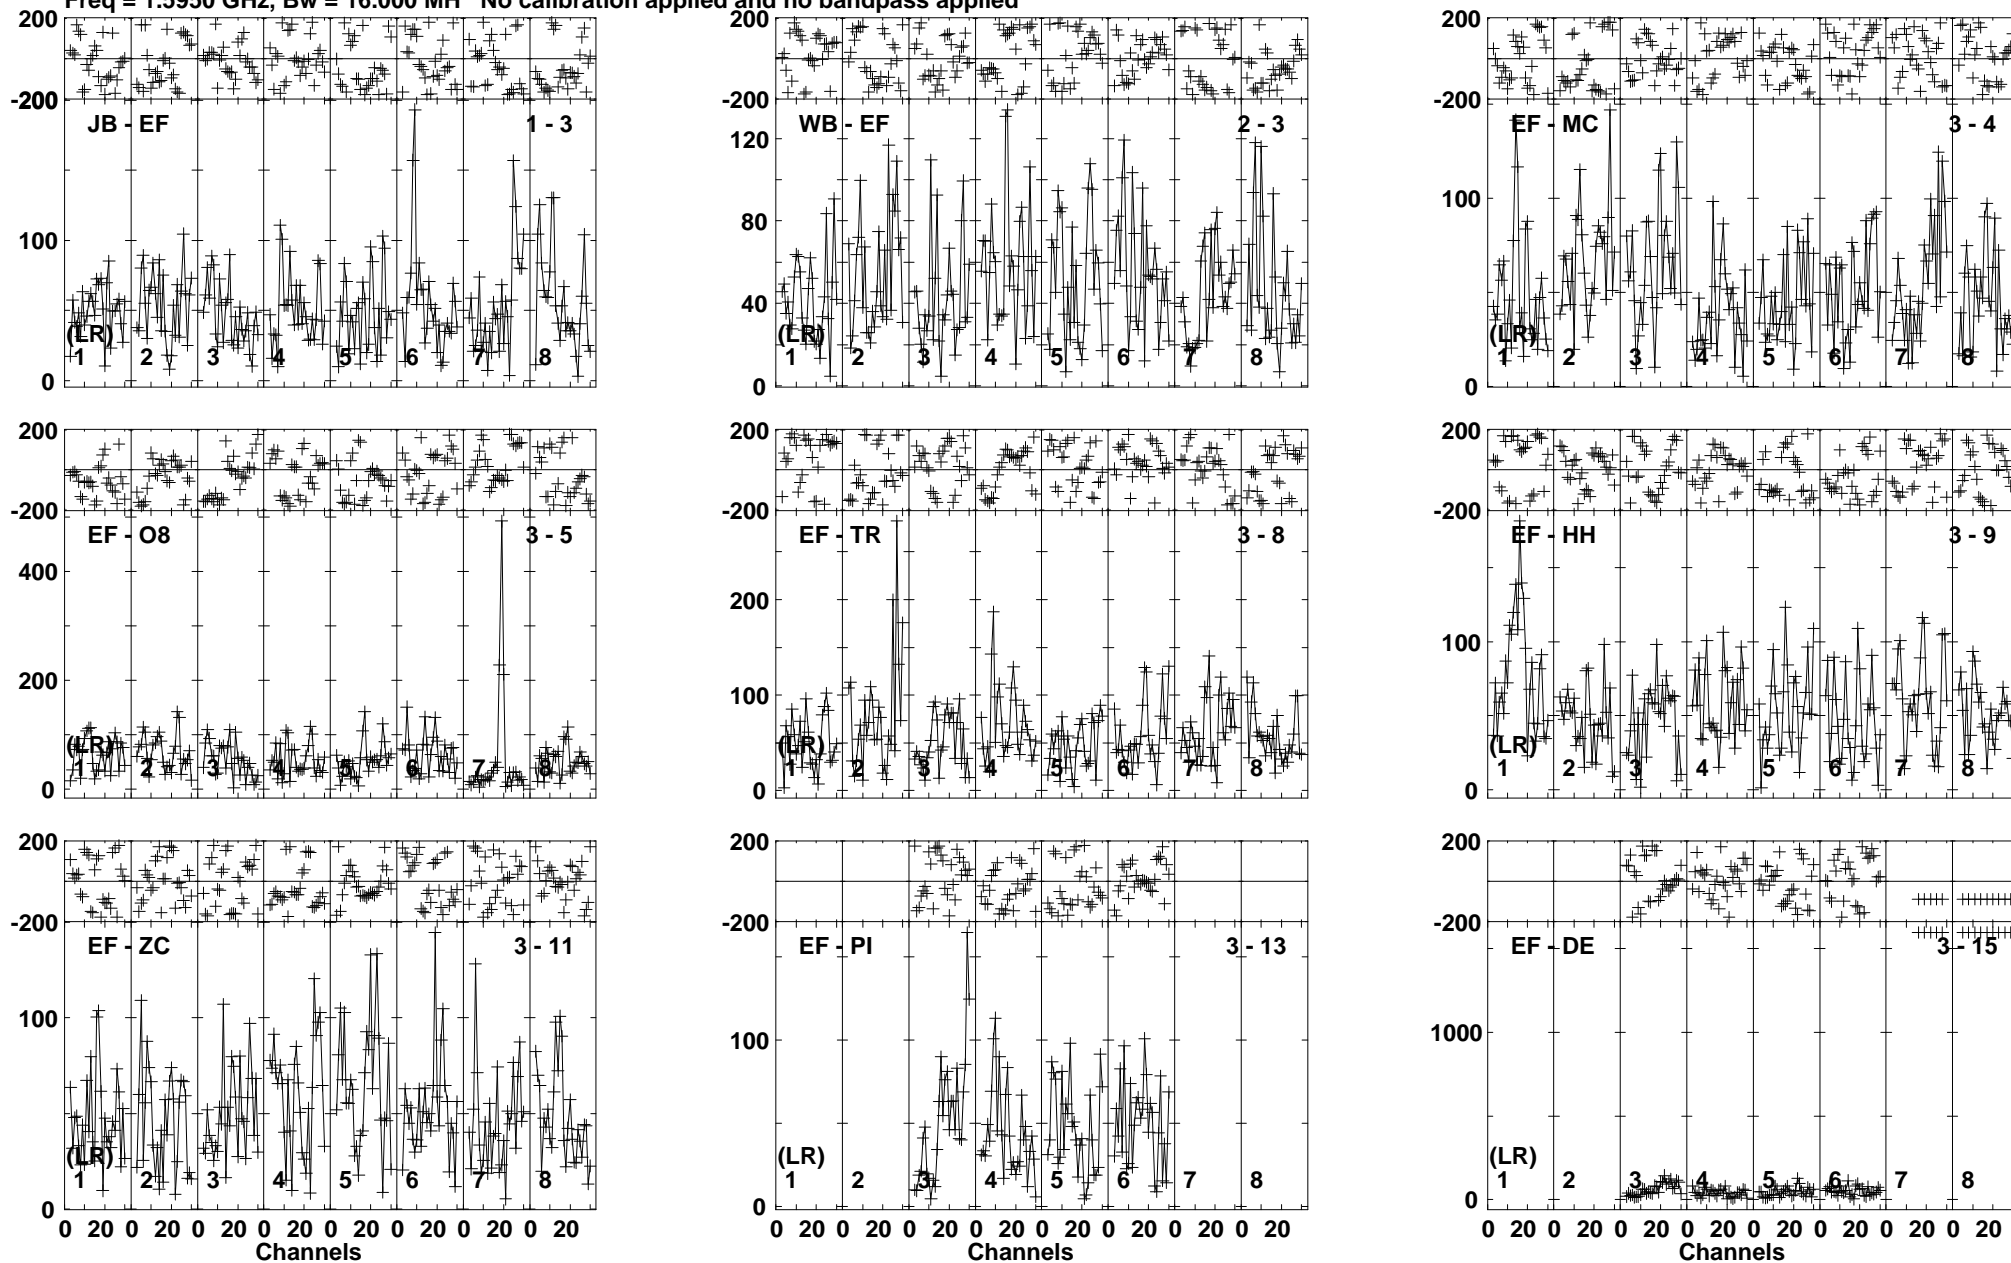 Freq = 1.5950 GHz, Bw = 16.000 MH No calibration applied and no bandpass applied
200 200 200
-200 -200 -200
JB - EF 1 - 3 WB - EF 2 - 3 EF - MC 3 - 4
120
100 80 100
40
(LR) (LR) (LR)
1 2 3 4 5 6 7 8 1 2 3 4 5 6 7 8 1 2 3 4 5 6 7 8
0 0 0
200 200 200
-200 -200 -200
EF - O8 3 - 5 EF - TR 3 - 8 EF - HH 3 - 9
400 200
200 100 100
(LR) (LR) (LR)
1 2 3 4 5 6 7 8 1 2 3 4 5 6 7 8 1 2 3 4 5 6 7 8
0 0 0
200 200 200
-200 -200 -200
EF - ZC 3 - 11 EF - PI 3 - 13 EF - DE 3 - 15
100 100 1000
(LR) (LR) (LR)
1 2 3 4 5 6 7 8 1 2 3 4 5 6 7 8 1 2 3 4 5 6 7 8
0 0 0
0 20 0 20 0 20 0 20 0 20 0 20 0 20 0 20 0 20 0 20 0 20 0 20 0 20 0 20 0 20 0 20 0 20 0 20 0 20 0 20 0 20 0 20 0 20 0 20
Channels Channels Channels